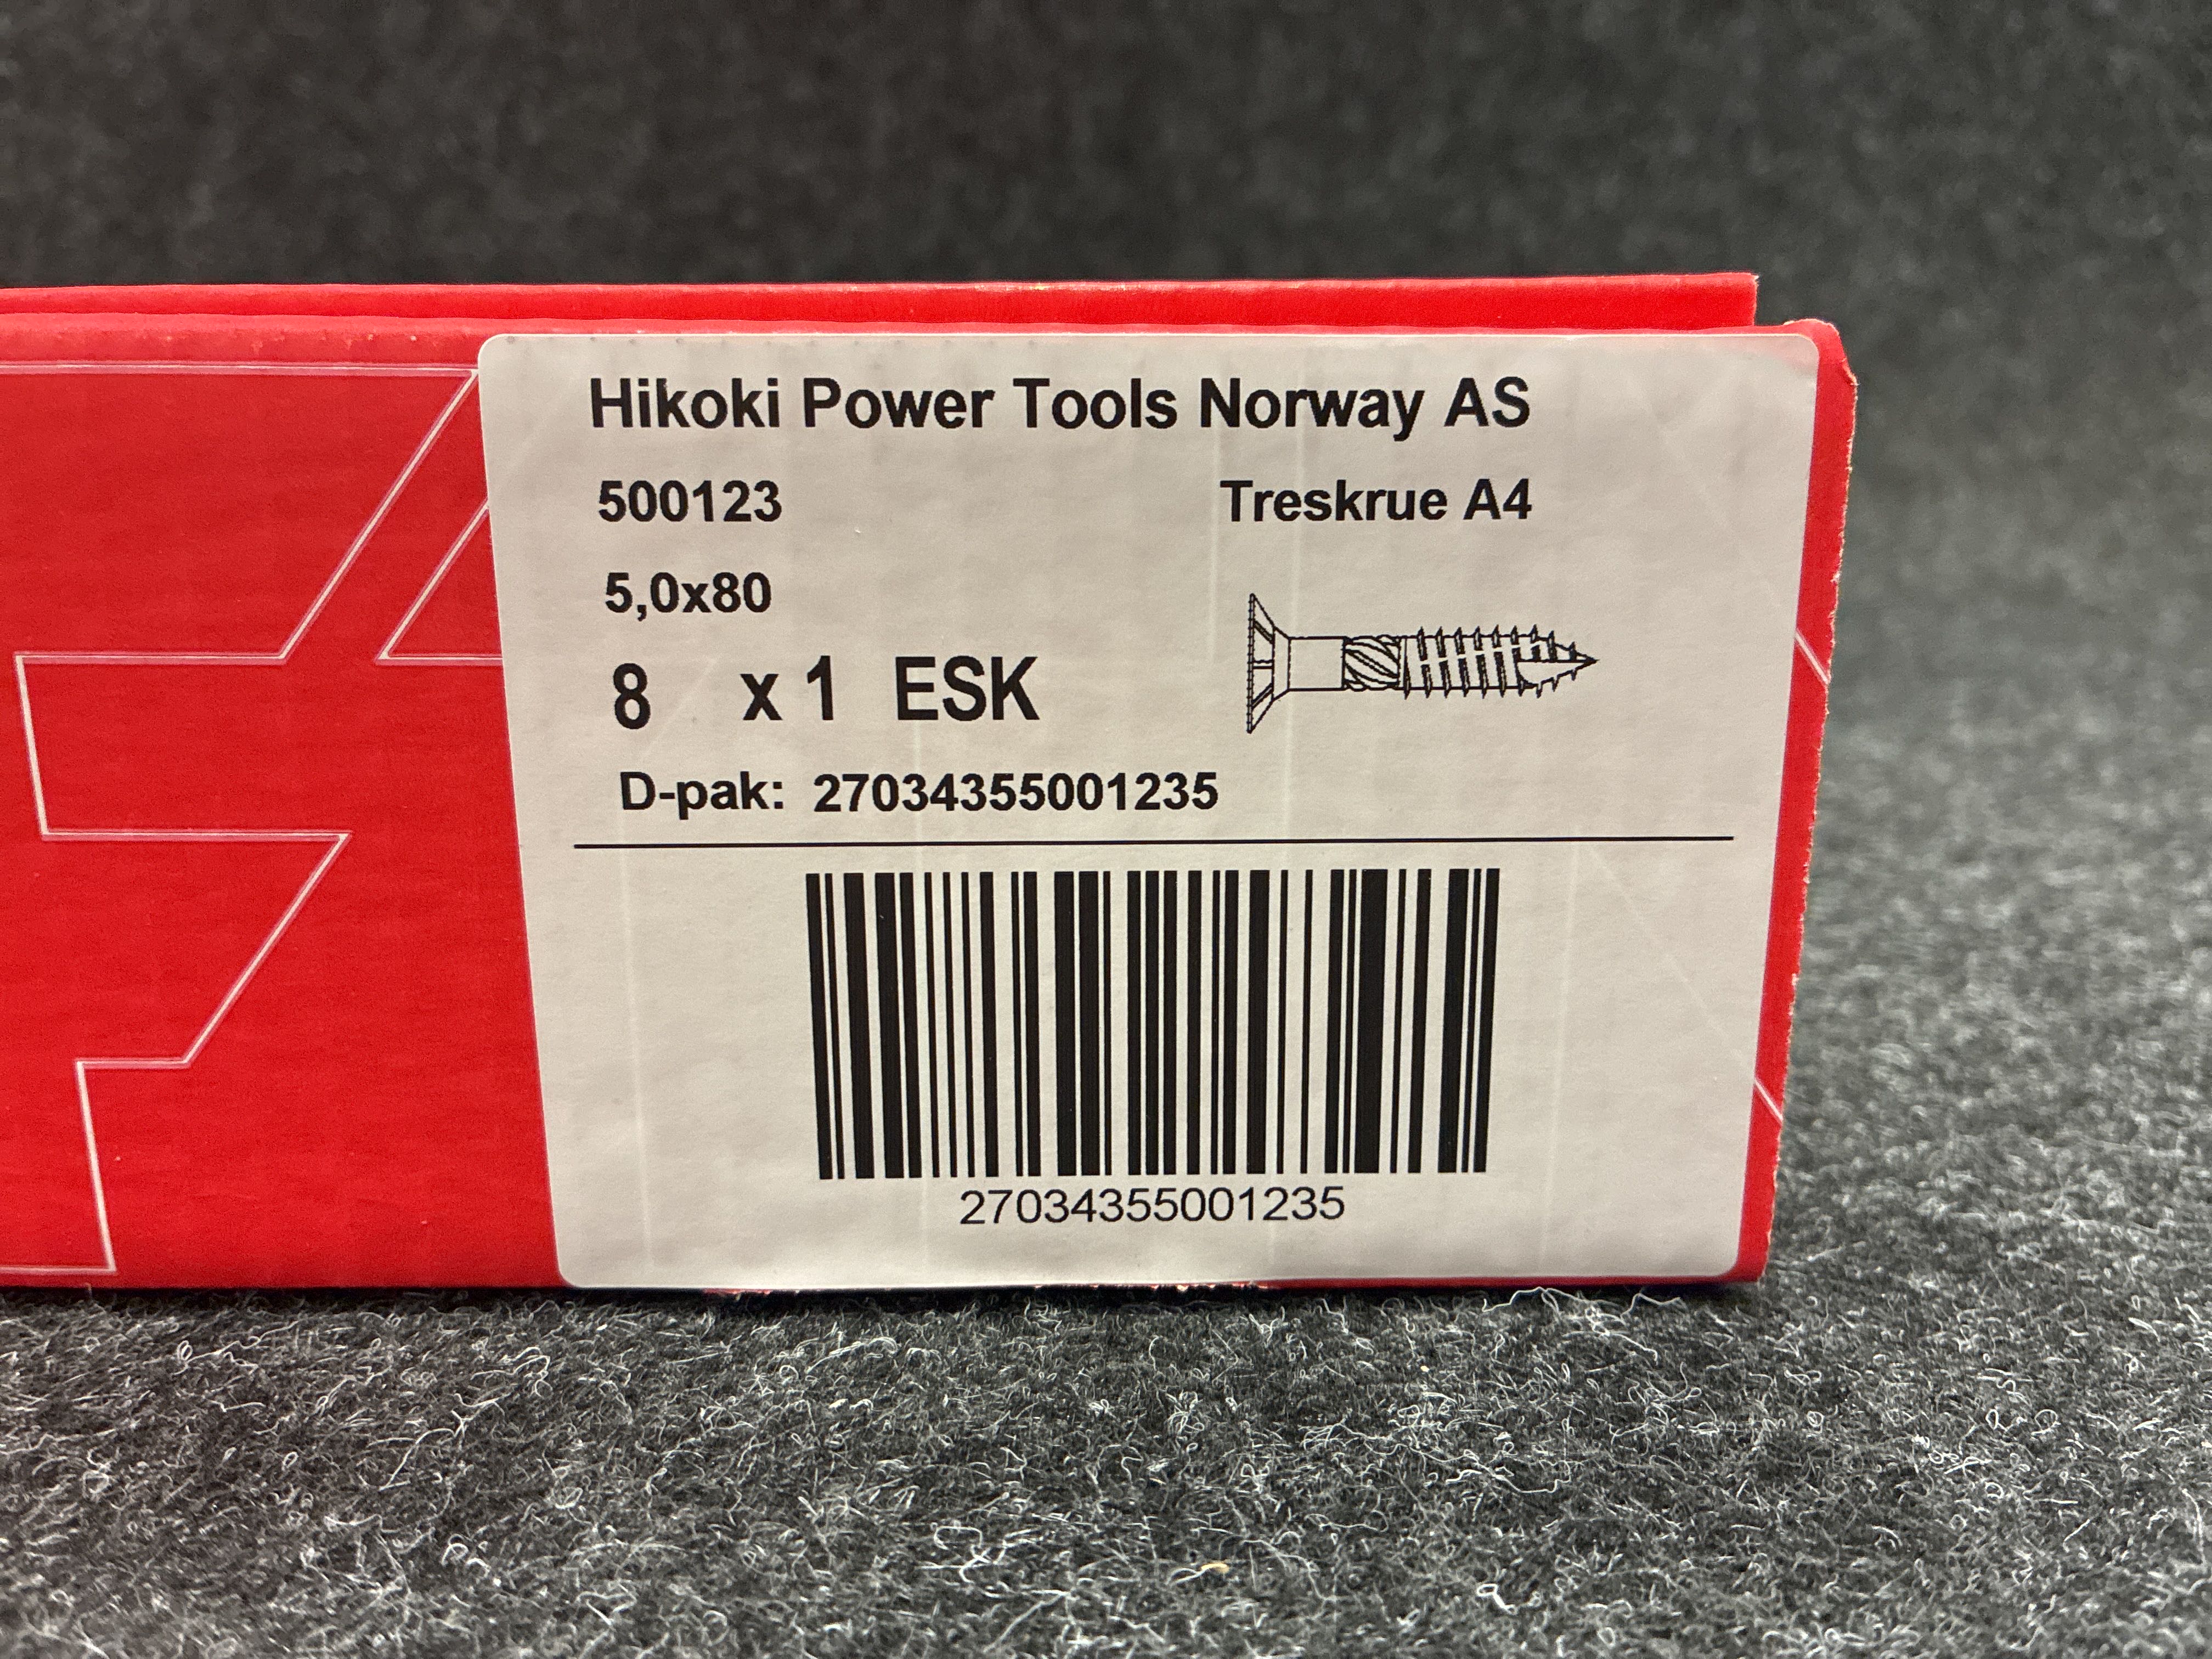 Hikoki Power Tools Norway AS
500123 Treskrue A4
5,0x80
8 x 1 ESK
D-pak: 27034355001235
27034355001235